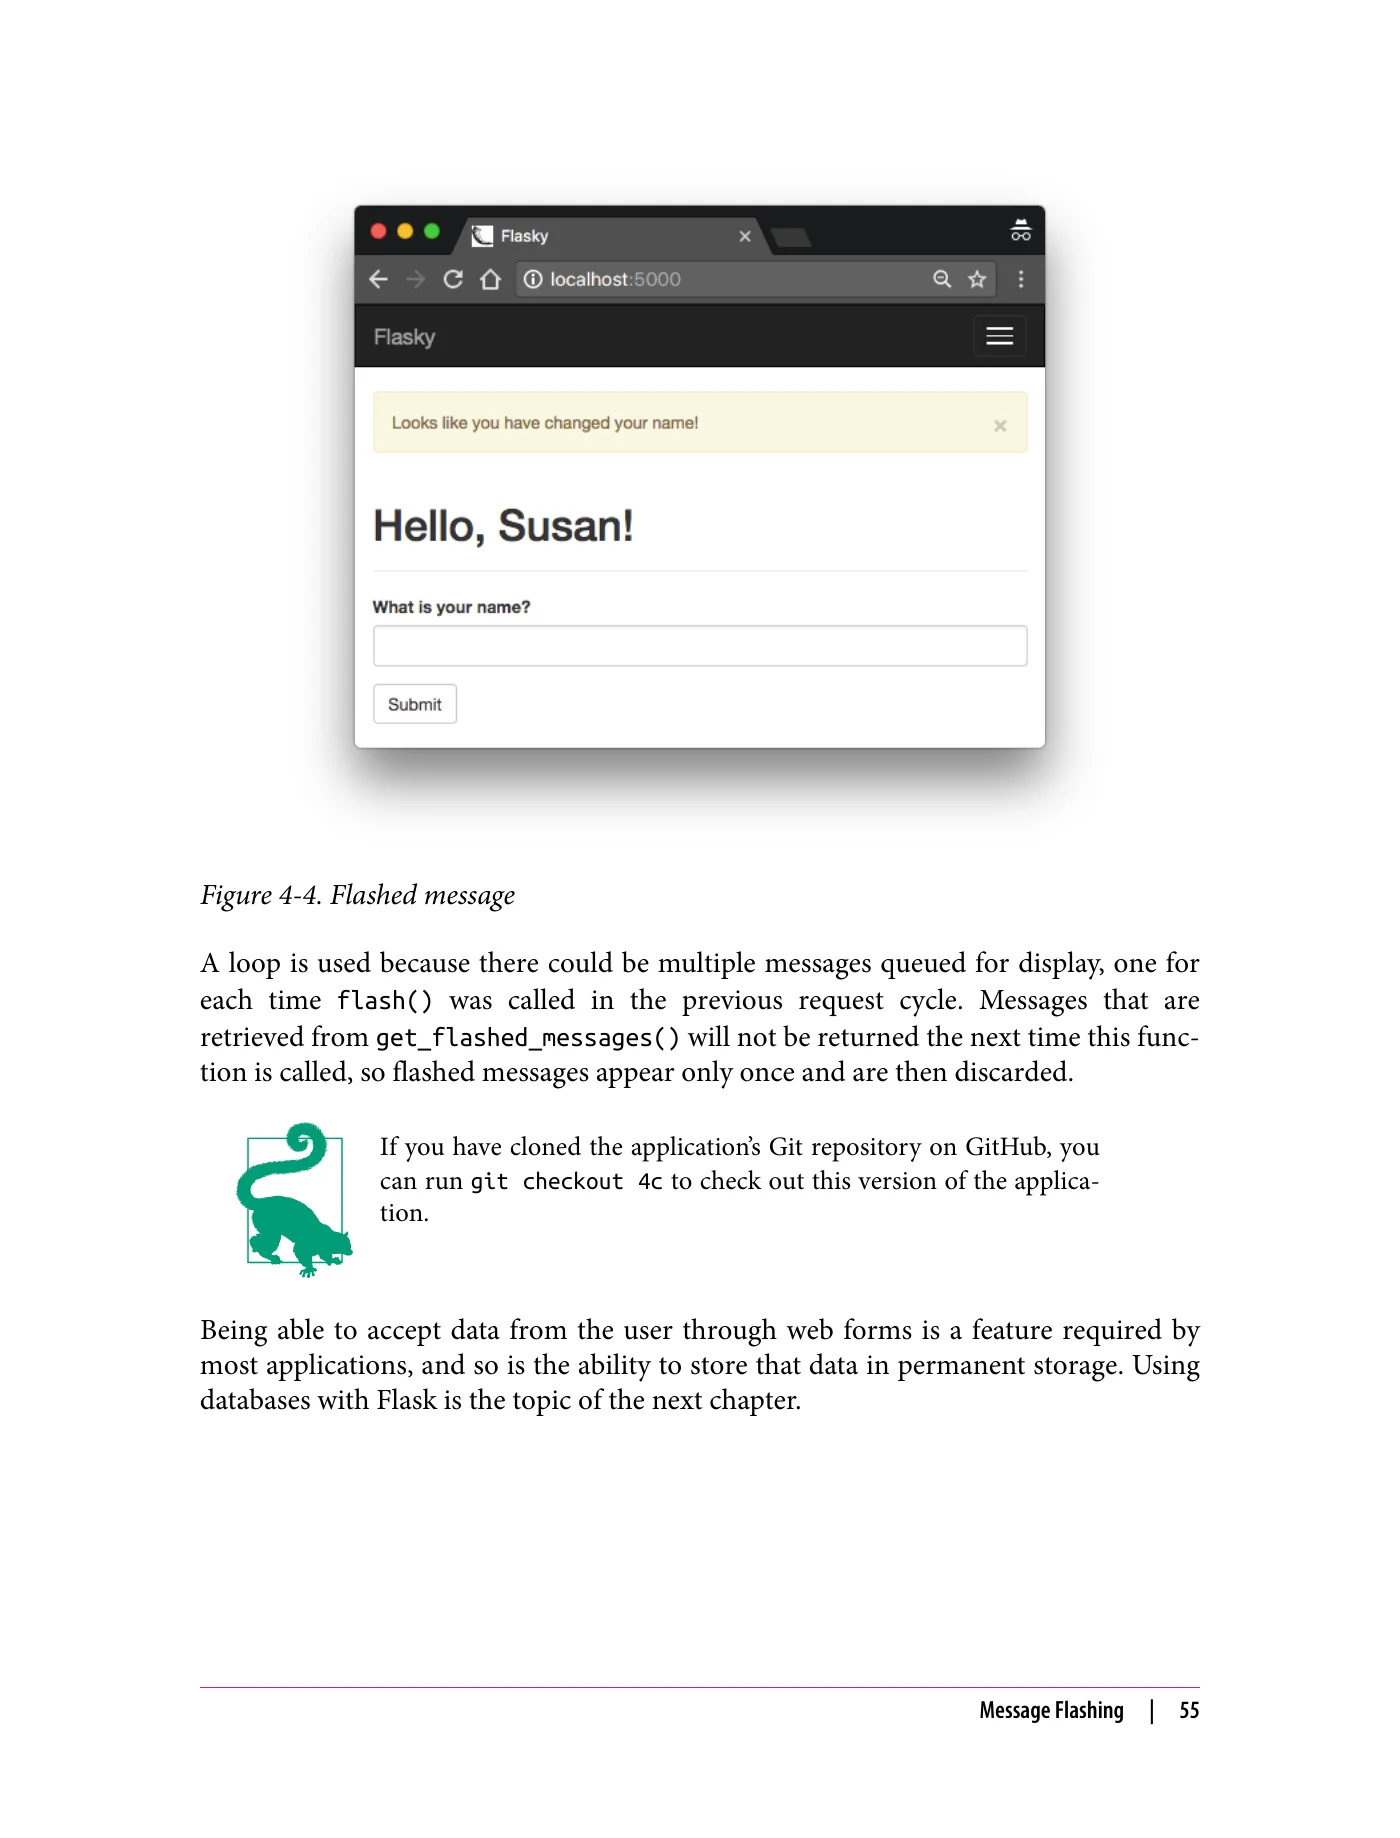 Flasky
localhost:5000
Flasky
Looks like you have changed your name!
Hello, Susan!
What is your name?
Submit
Figure 4-4. Flashed message
A loop is used because there could be multiple messages queued for display, one for
each time flash() was called in the previous request cycle. Messages that are
retrieved from get_flashed_messages() will not be returned the next time this func-
tion is called, so flashed messages appear only once and are then discarded.
If you have cloned the application’s Git repository on GitHub, you
can run git checkout 4c to check out this version of the applica-
tion.
Being able to accept data from the user through web forms is a feature required by
most applications, and so is the ability to store that data in permanent storage. Using
databases with Flask is the topic of the next chapter.
Message Flashing | 55